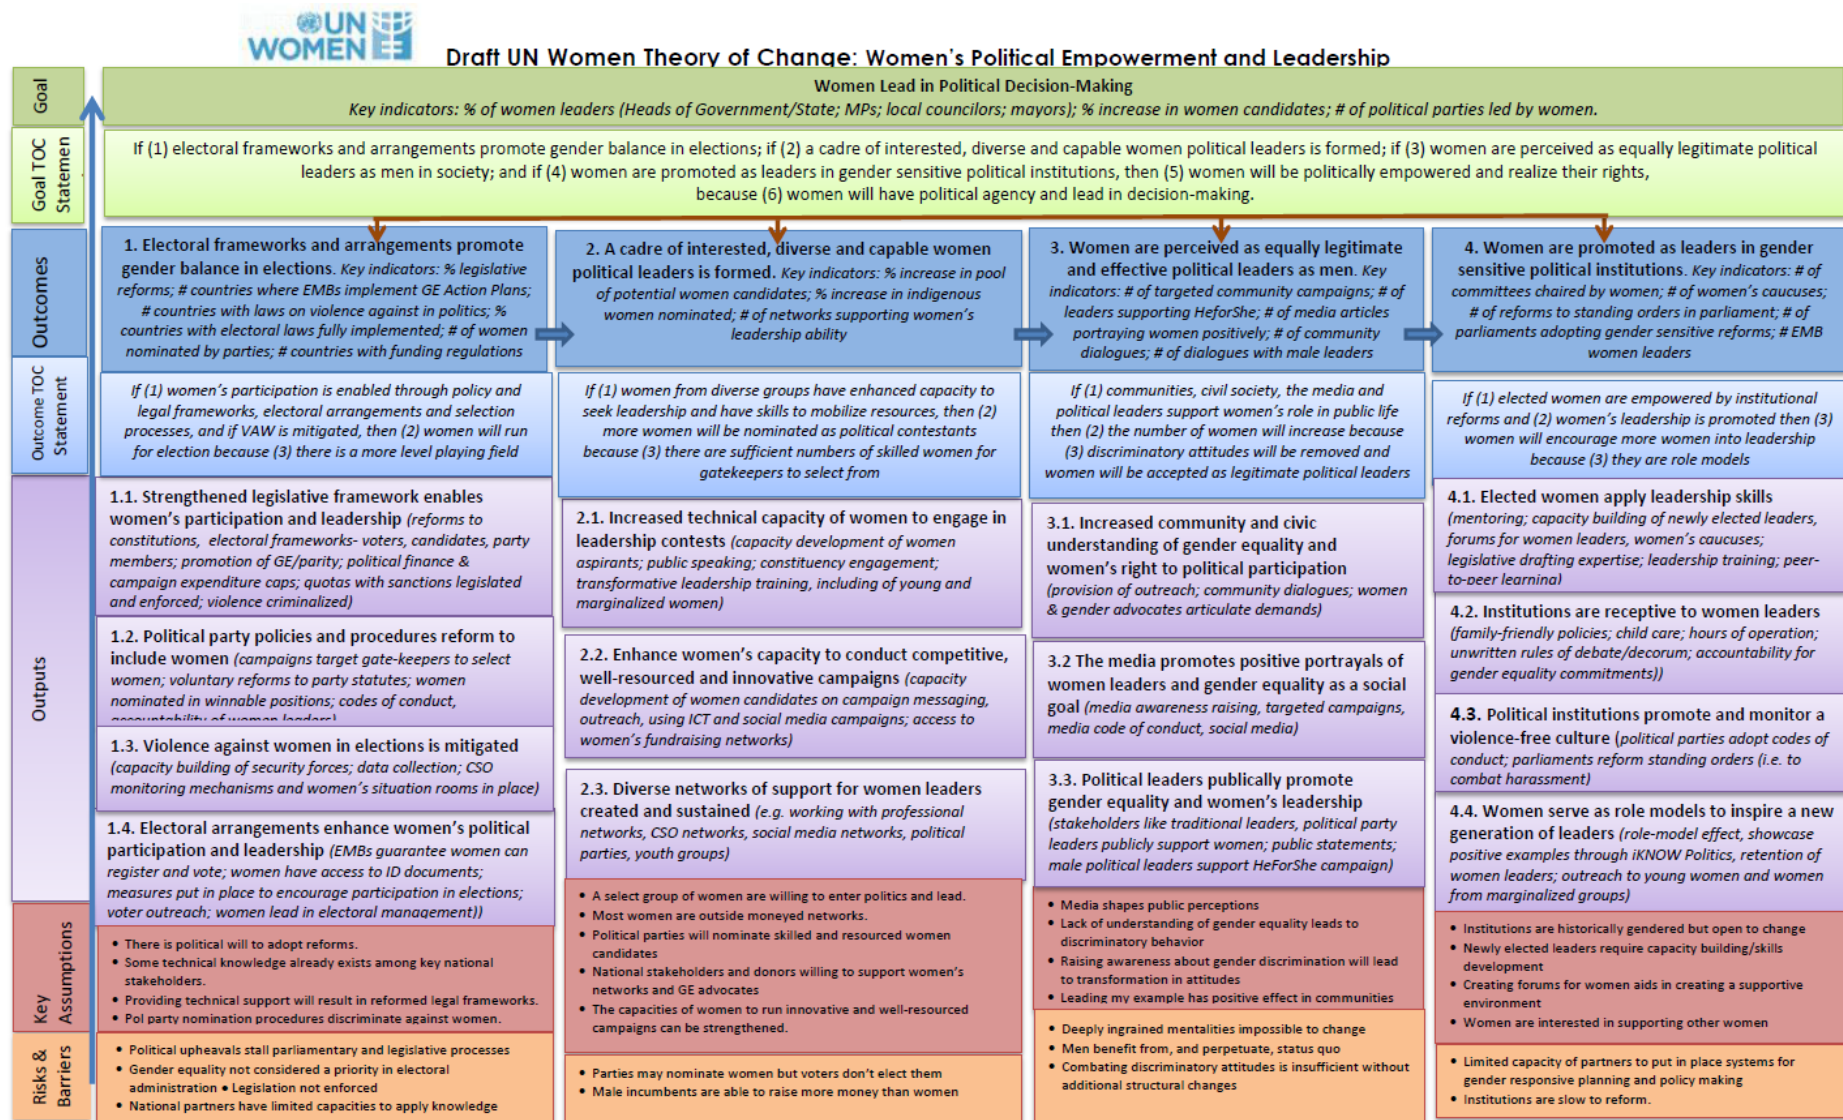 UN
WOMEN
Draft UN Women Theory of Change: Women's Political Empowerment and Leadership
Goal
Women Lead in Political Decision-Making
Key indicators: % of women leaders (Heads of Government/State; MPs; local councilors; mayors); % increase in women candidates; # of political parties led by women.
Goal TOC
Statemen
If (1) electoral frameworks and arrangements promote gender balance in elections; if (2) a cadre of interested, diverse and capable women political leaders is formed; if (3) women are perceived as equally legitimate political
leaders as men in society; and if (4) women are promoted as leaders in gender sensitive political institutions, then (5) women will be politically empowered and realize their rights,
because (6) women will have political agency and lead in decision-making.
Outcomes
1. Electoral frameworks and arrangements promote
gender balance in elections. Key indicators: % legislative
reforms; # countries where EMBs implement GE Action Plans;
# countries with laws on violence against in politics; %
countries with electoral laws fully implemented; # of women
nominated by parties; # countries with funding regulations
2. A cadre of interested, diverse and capable women
political leaders is formed. Key indicators: % increase in pool
of potential women candidates; % increase in indigenous
women nominated; # of networks supporting women's
leadership ability
3. Women are perceived as equally legitimate
and effective political leaders as men. Key
indicators: # of targeted community campaigns; # of
leaders supporting HeforShe; # of media articles
portraying women positively; # of community
dialogues; # of dialogues with male leaders
4. Women are promoted as leaders in gender
sensitive political institutions. Key indicators: # of
committees chaired by women; # of women's caucuses;
# of reforms to standing orders in parliament; # of
parliaments adopting gender sensitive reforms; # EMB
women leaders
Outcome TOC
Statement
If (1) women's participation is enabled through policy and
legal frameworks, electoral arrangements and selection
processes, and if VAW is mitigated, then (2) women will run
for election because (3) there is a more level playing field
If (1) women from diverse groups have enhanced capacity to
seek leadership and have skills to mobilize resources, then (2)
more women will be nominated as political contestants
because (3) there are sufficient numbers of skilled women for
gatekeepers to select from
If (1) communities, civil society, the media and
political leaders support women's role in public life
then (2) the number of women will increase because
(3) discriminatory attitudes will be removed and
women will be accepted as legitimate political leaders
If (1) elected women are empowered by institutional
reforms and (2) women's leadership is promoted then (3)
women will encourage more women into leadership
because (3) they are role models
Outputs
1.1. Strengthened legislative framework enables
women's participation and leadership (reforms to
constitutions, electoral frameworks- voters, candidates, party
members; promotion of GE/parity; political finance &
campaign expenditure caps; quotas with sanctions legislated
and enforced; violence criminalized)
1.2. Political party policies and procedures reform to
include women (campaigns target gate-keepers to select
women; voluntary reforms to party statutes; women
nominated in winnable positions; codes of conduct,
accountability of women leaders)
1.3. Violence against women in elections is mitigated
(capacity building of security forces; data collection; CSO
monitoring mechanisms and women's situation rooms in place)
1.4. Electoral arrangements enhance women's political
participation and leadership (EMBs guarantee women can
register and vote; women have access to ID documents;
measures put in place to encourage participation in elections;
voter outreach; women lead in electoral management))
2.1. Increased technical capacity of women to engage in
leadership contests (capacity development of women
aspirants; public speaking; constituency engagement;
transformative leadership training, including of young and
marginalized women)
2.2. Enhance women's capacity to conduct competitive,
well-resourced and innovative campaigns (capacity
development of women candidates on campaign messaging,
outreach, using ICT and social media campaigns; access to
women's fundraising networks)
2.3. Diverse networks of support for women leaders
created and sustained (e.g. working with professional
networks, CSO networks, social media networks, political
parties, youth groups)
3.1. Increased community and civic
understanding of gender equality and
women's right to political participation
(provision of outreach; community dialogues; women
& gender advocates articulate demands)
3.2 The media promotes positive portrayals of
women leaders and gender equality as a social
goal (media awareness raising, targeted campaigns,
media code of conduct, social media)
3.3. Political leaders publically promote
gender equality and women's leadership
(stakeholders like traditional leaders, political party
leaders publicly support women; public statements;
male political leaders support HeForShe campaign)
4.1. Elected women apply leadership skills
(mentoring; capacity building of newly elected leaders,
forums for women leaders, women's caucuses;
legislative drafting expertise; leadership training; peer-
to-peer learning)
4.2. Institutions are receptive to women leaders
(family-friendly policies; child care; hours of operation;
unwritten rules of debate/decorum; accountability for
gender equality commitments))
4.3. Political institutions promote and monitor a
violence-free culture (political parties adopt codes of
conduct; parliaments reform standing orders (i.e. to
combat harassment)
4.4. Women serve as role models to inspire a new
generation of leaders (role-model effect, showcase
positive examples through iKNOW Politics, retention of
women leaders; outreach to young women and women
from marginalized groups)
Key
Assumptions
• There is political will to adopt reforms.
• Some technical knowledge already exists among key national
stakeholders.
• Providing technical support will result in reformed legal frameworks.
• Pol party nomination procedures discriminate against women.
• A select group of women are willing to enter politics and lead.
• Most women are outside moneyed networks.
• Political parties will nominate skilled and resourced women
candidates
• National stakeholders and donors willing to support women's
networks and GE advocates
• The capacities of women to run innovative and well-resourced
campaigns can be strengthened.
• Media shapes public perceptions
• Lack of understanding of gender equality leads to
discriminatory behavior
• Raising awareness about gender discrimination will lead
to transformation in attitudes
• Leading my example has positive effect in communities
• Institutions are historically gendered but open to change
• Newly elected leaders require capacity building/skills
development
• Creating forums for women aids in creating a supportive
environment
• Women are interested in supporting other women
Risks &
Barriers
• Political upheavals stall parliamentary and legislative processes
• Gender equality not considered a priority in electoral
administration • Legislation not enforced
• National partners have limited capacities to apply knowledge
• Parties may nominate women but voters don't elect them
• Male incumbents are able to raise more money than women
• Deeply ingrained mentalities impossible to change
• Men benefit from, and perpetuate, status quo
• Combating discriminatory attitudes is insufficient without
additional structural changes
• Limited capacity of partners to put in place systems for
gender responsive planning and policy making
• Institutions are slow to reform.